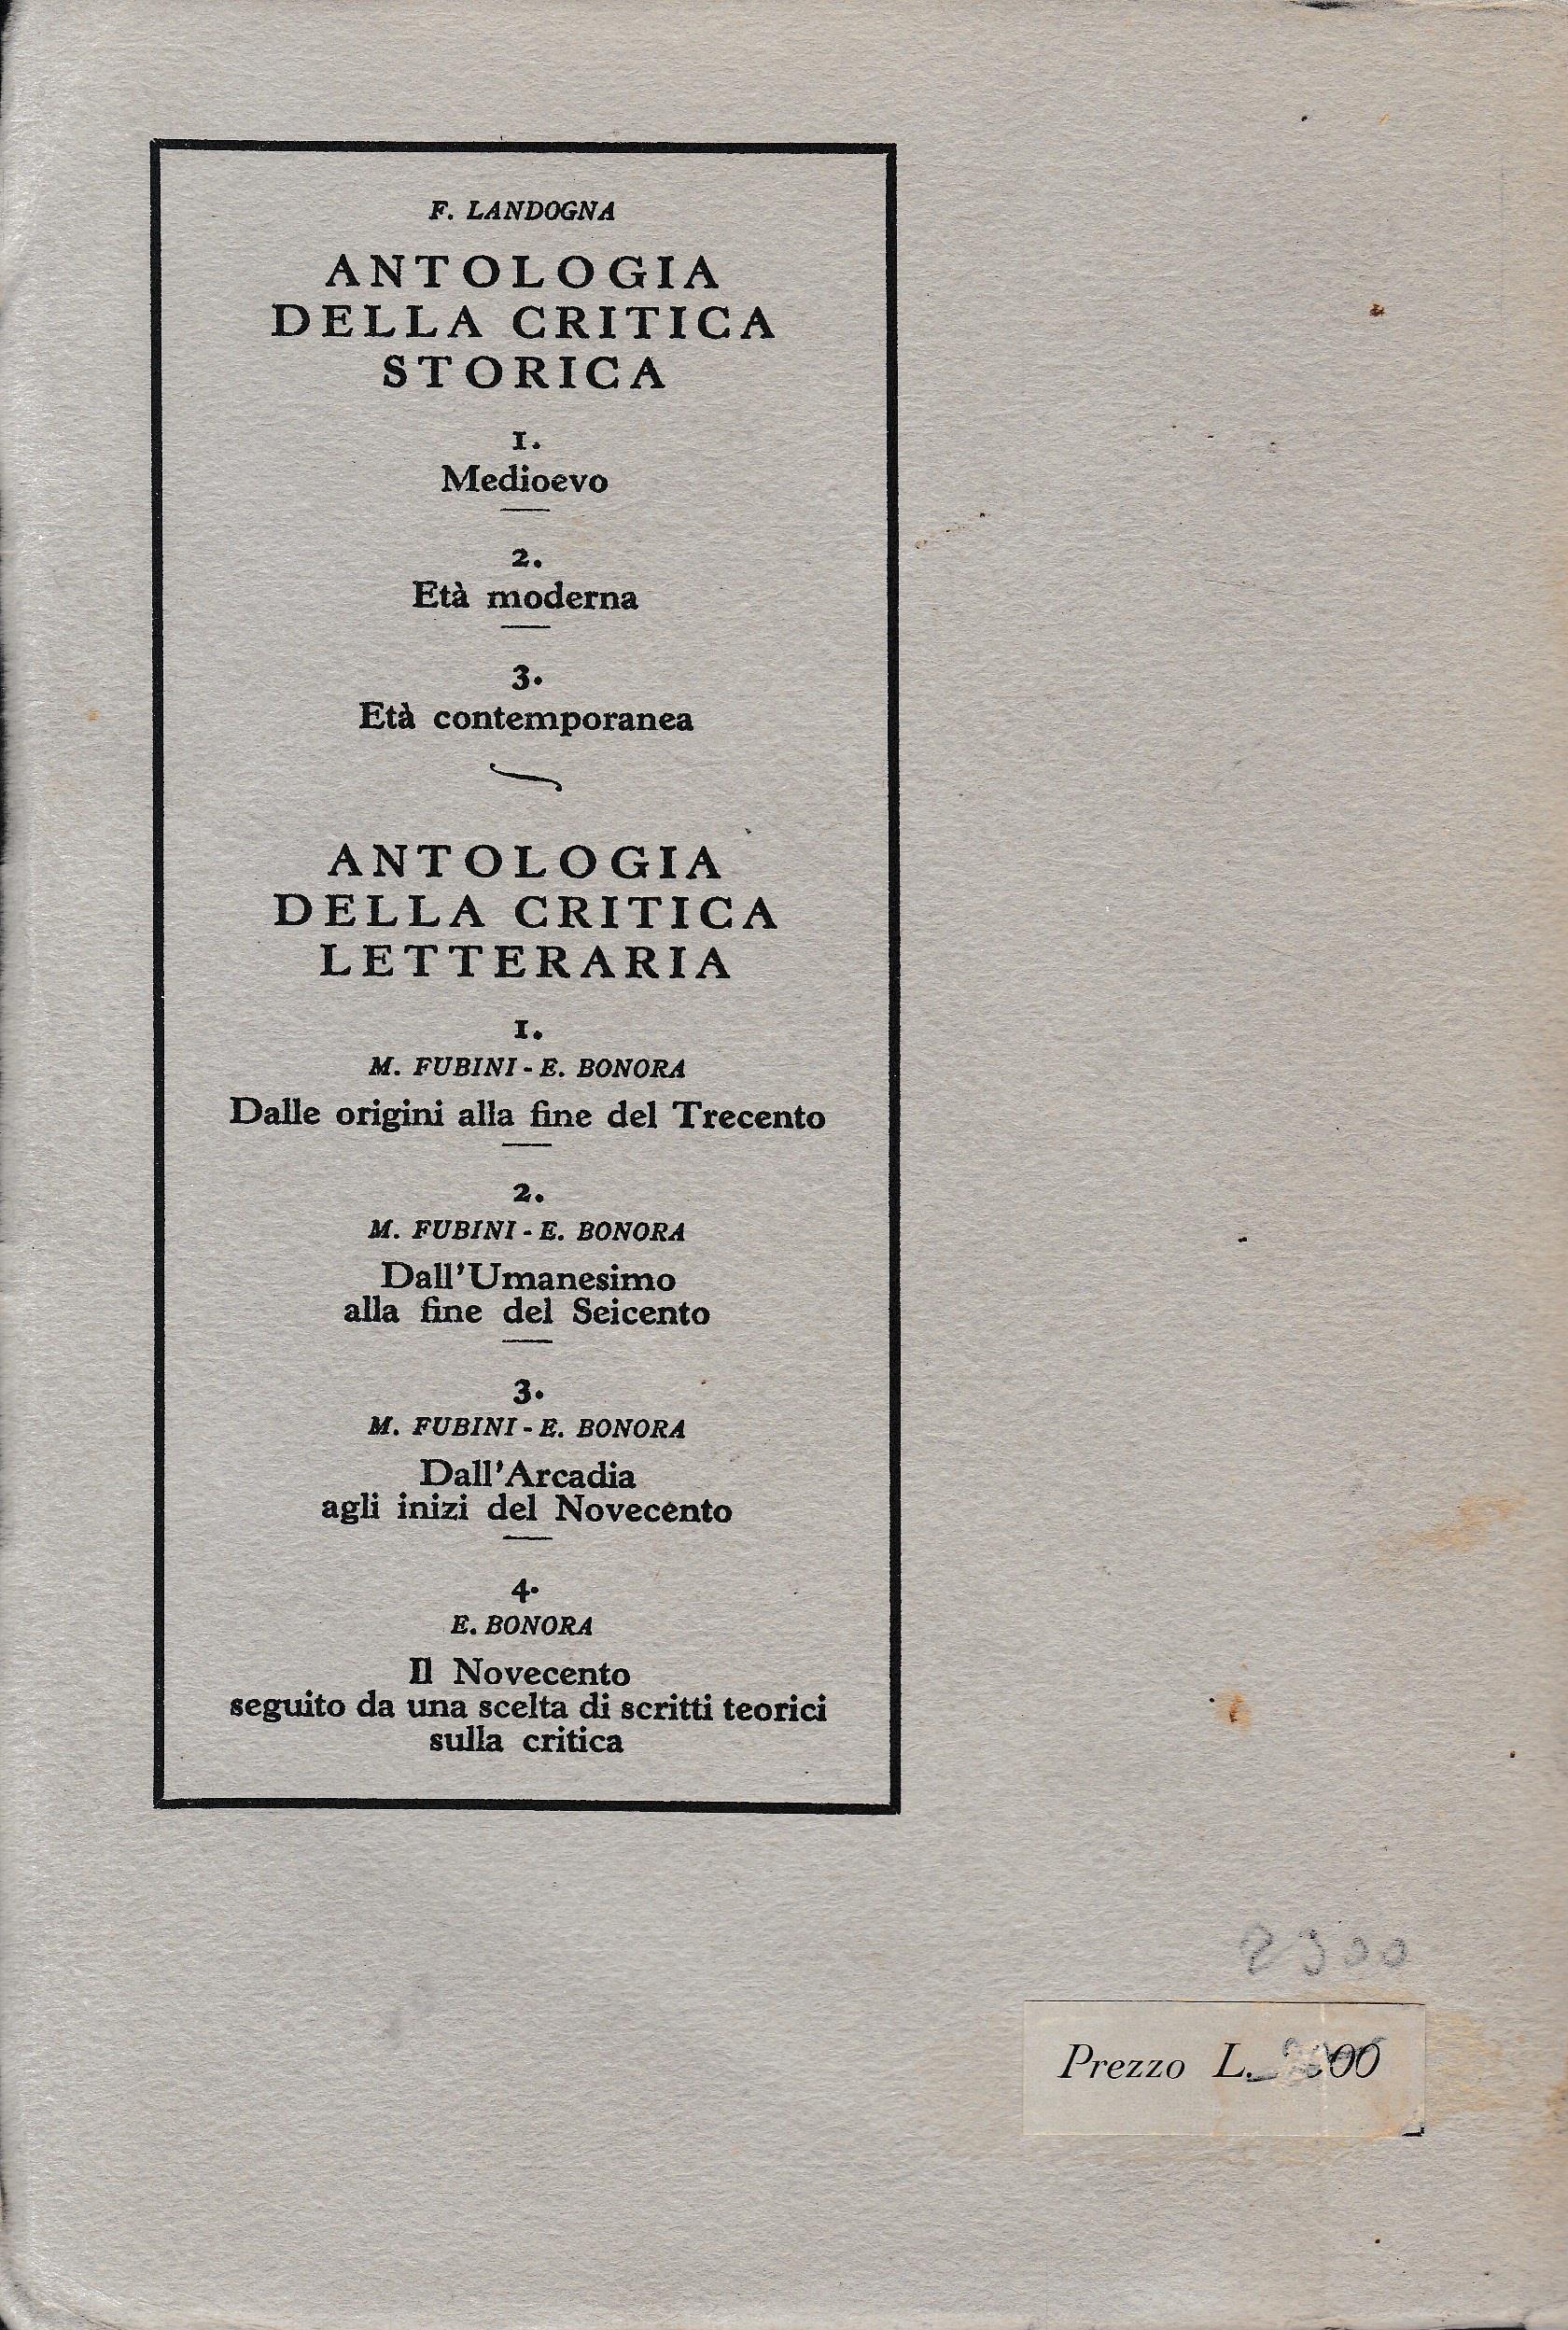 F. LANDOGNA
ANTOLOGIA
DELLA CRITICA
STORICA
1.
Medioevo
2.
Età moderna
3.
Età contemporanea
ANTOLOGIA
DELLA CRITICA
LETTERARIA
1.
M. FUBINI - E. BONORA
Dalle origini alla fine del Trecento
2.
M. FUBINI - E. BONORA
Dall'Umanesimo
alla fine del Seicento
3.
M. FUBINI - E. BONORA
Dall'Arcadia
agli inizi del Novecento
4.
E. BONORA
Il Novecento
seguito da una scelta di scritti teorici
sulla critica
Prezzo L.